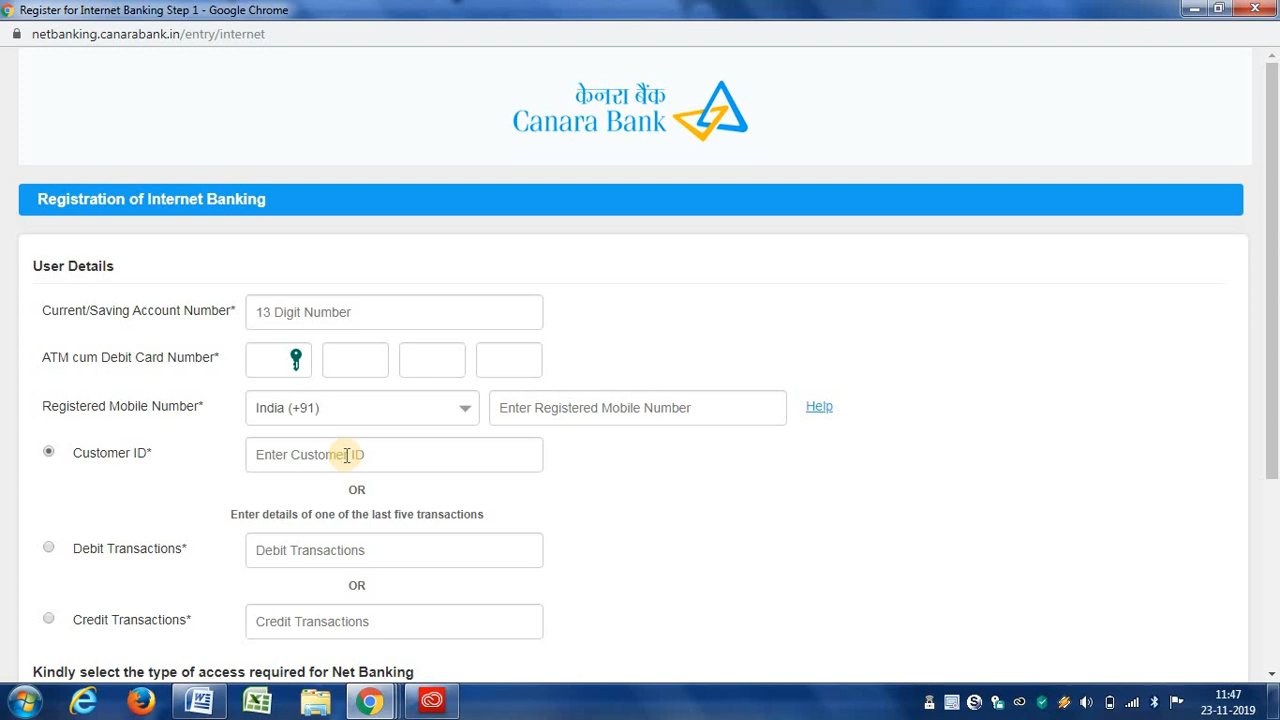 Register for Internet Banking Step 1 - Google Chrome
netbanking.canarabank.in/entry/internet
केनरा बैंक
Canara Bank
Registration of Internet Banking
User Details
Current/Saving Account Number* 13 Digit Number
ATM cum Debit Card Number*
Registered Mobile Number* India (+91) Enter Registered Mobile Number Help
Customer ID* Enter Customer ID
OR
Enter details of one of the last five transactions
Debit Transactions* Debit Transactions
OR
Credit Transactions* Credit Transactions
Kindly select the type of access required for Net Banking
11:47
23-11-2019